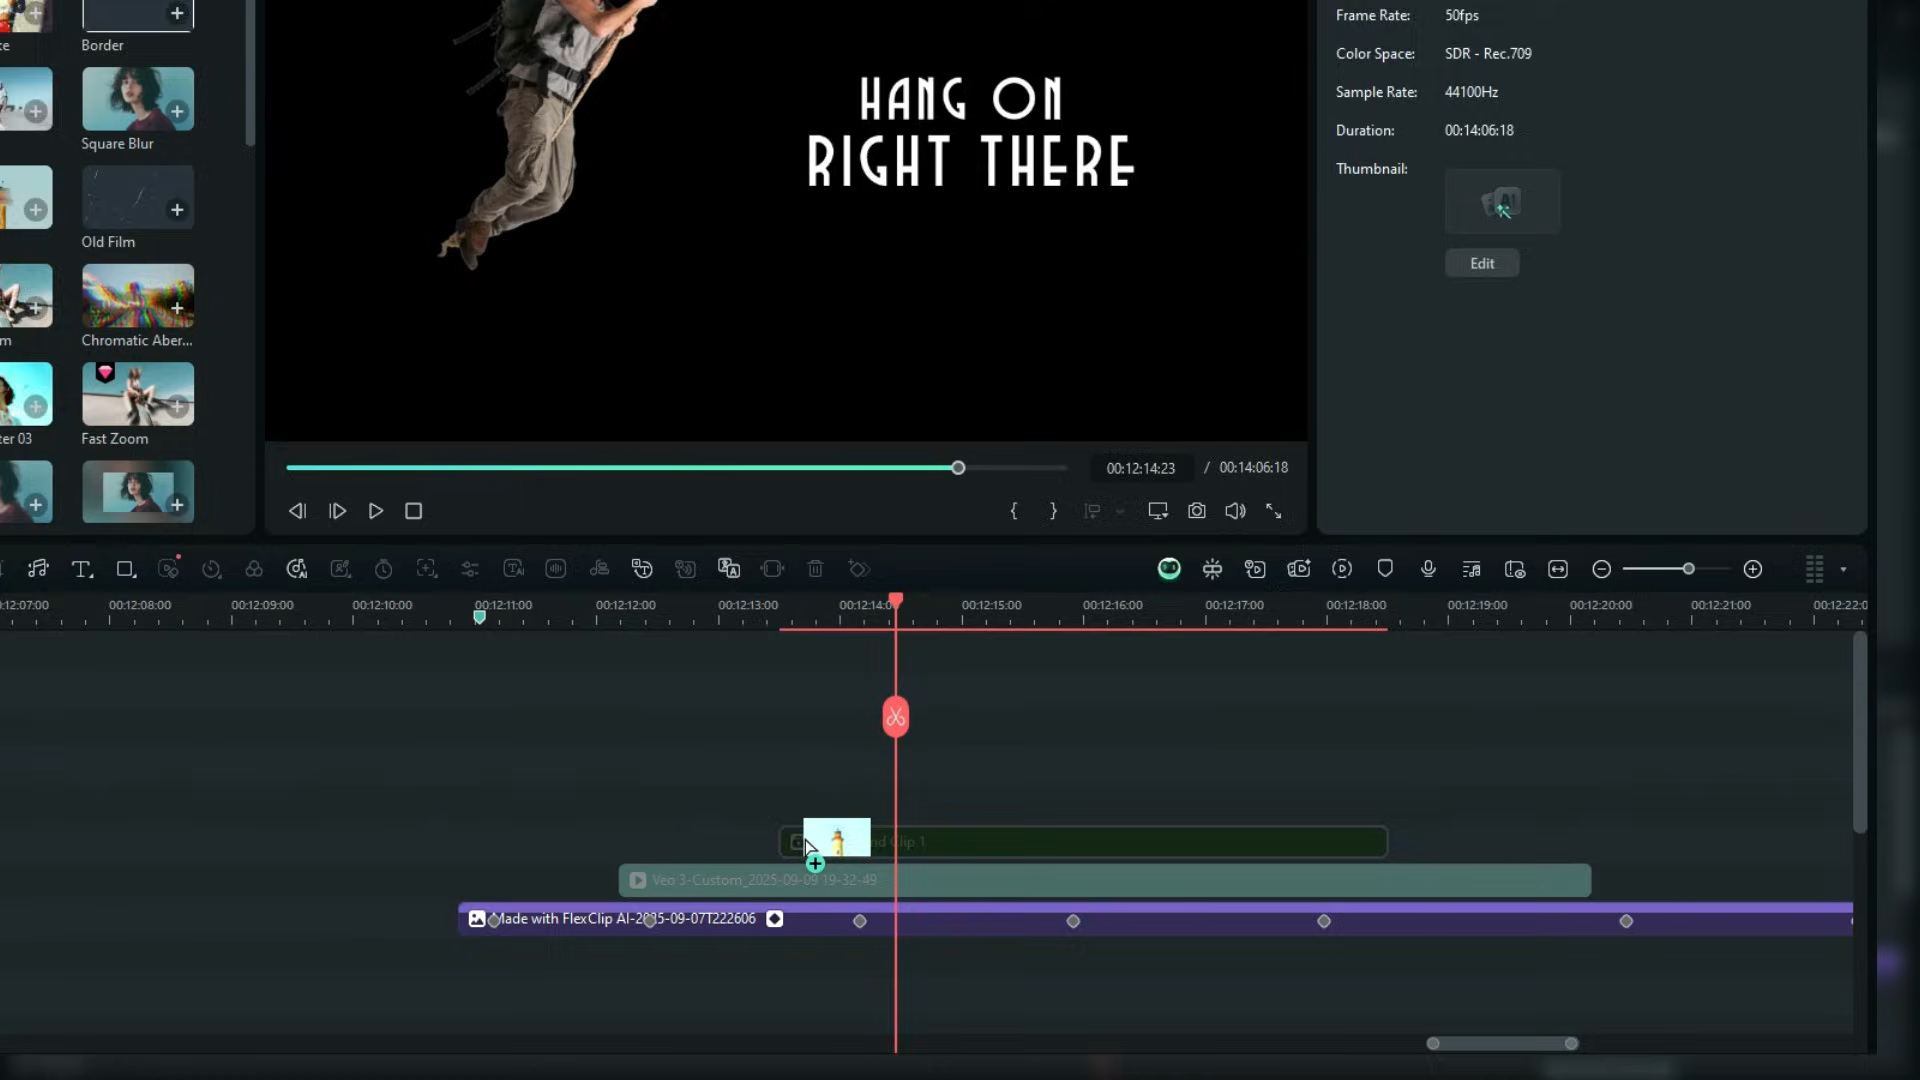 Border
Square Blur
Old Film
Chromatic Aber...
ter 03
Fast Zoom
HANG ON
RIGHT THERE
Frame Rate: 50fps
Color Space: SDR - Rec.709
Sample Rate: 44100Hz
Duration: 00:14:06:18
Thumbnail:
Edit
00:12:14:23 / 00:14:06:18
:12:07:00 00:12:08:00 00:12:09:00 00:12:10:00 00:12:11:00 00:12:12:00 00:12:13:00 00:12:14:0 00:12:15:00 00:12:16:00 00:12:17:00 00:12:18:00 00:12:19:00 00:12:20:00 00:12:21:00 00:12:22:0
nd Clip 1
Veo 3-Custom_2025-09-09 19-32-49
Made with FlexClip AI-2025-09-07T222606